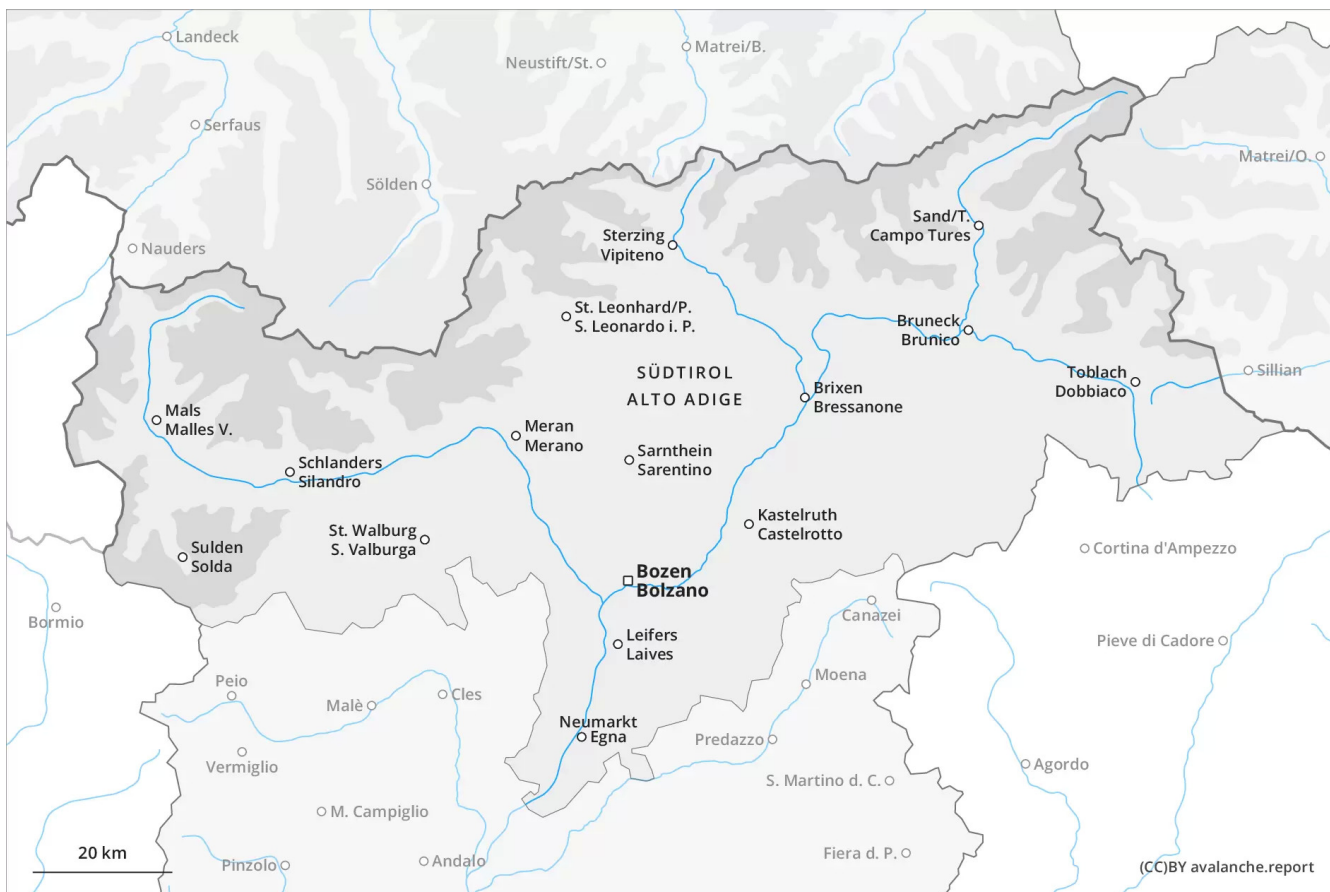 Landeck
Matrei/B.
Neustift/St.
Serfaus
Matrei/O.
Sölden
Sand/T.
Campo Tures
Nauders
Sterzing
Vipiteno
St. Leonhard/P.
S. Leonardo i. P.
Bruneck
Brunico
SÜDTIROL
ALTO ADIGE
Toblach
Dobbiaco
Sillian
Brixen
Bressanone
Mals
Malles V.
Meran
Merano
Schlanders
Silandro
Sarnthein
Sarentino
St. Walburg
S. Valburga
Kastelruth
Castelrotto
Sulden
Solda
Cortina d'Ampezzo
Bozen
Bolzano
Bormio
Canazei
Leifers
Laives
Pieve di Cadore
Peio
Malè
Cles
Moena
Neumarkt
Egna
Predazzo
Vermiglio
Agordo
S. Martino d. C.
M. Campiglio
20 km
Pinzolo
Andalo
Fiera d. P.
(CC)BY avalanche.report